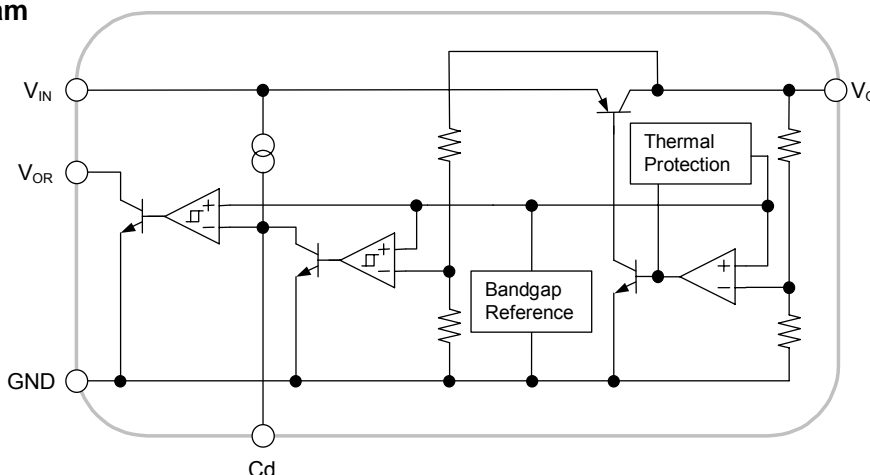 am
V_IN
V_OR
GND
Cd
Thermal
Protection
Bandgap
Reference
+
−
+
−
+
−